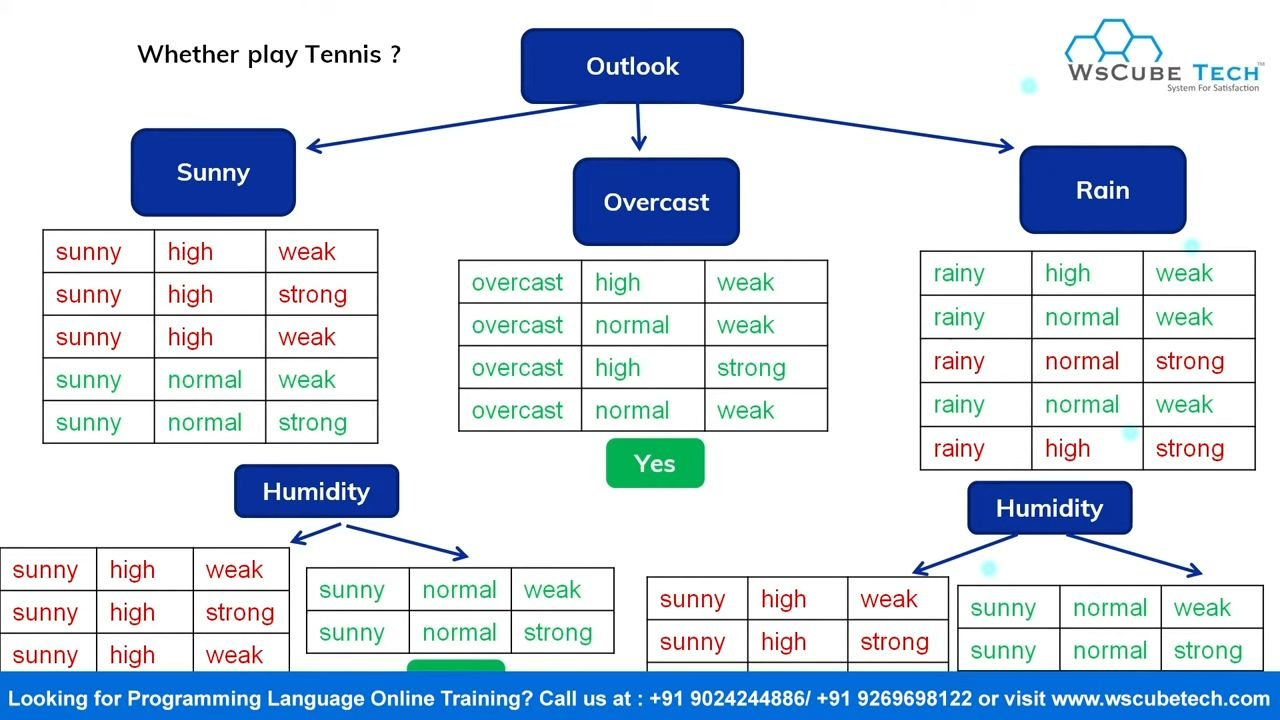 Whether play Tennis ?
Outlook
WsCube Tech
TM
System For Satisfaction
Sunny
Overcast
Rain
sunny high weak
sunny high strong
sunny high weak
sunny normal weak
sunny normal strong
overcast high weak
overcast normal weak
overcast high strong
overcast normal weak
Yes
rainy high weak
rainy normal weak
rainy normal strong
rainy normal weak
rainy high strong
Humidity
Humidity
sunny high weak
sunny high strong
sunny high weak
sunny normal weak
sunny normal strong
sunny high weak
sunny high strong
sunny normal weak
sunny normal strong
Looking for Programming Language Online Training? Call us at : +91 9024244886/ +91 9269698122 or visit www.wscubetech.com